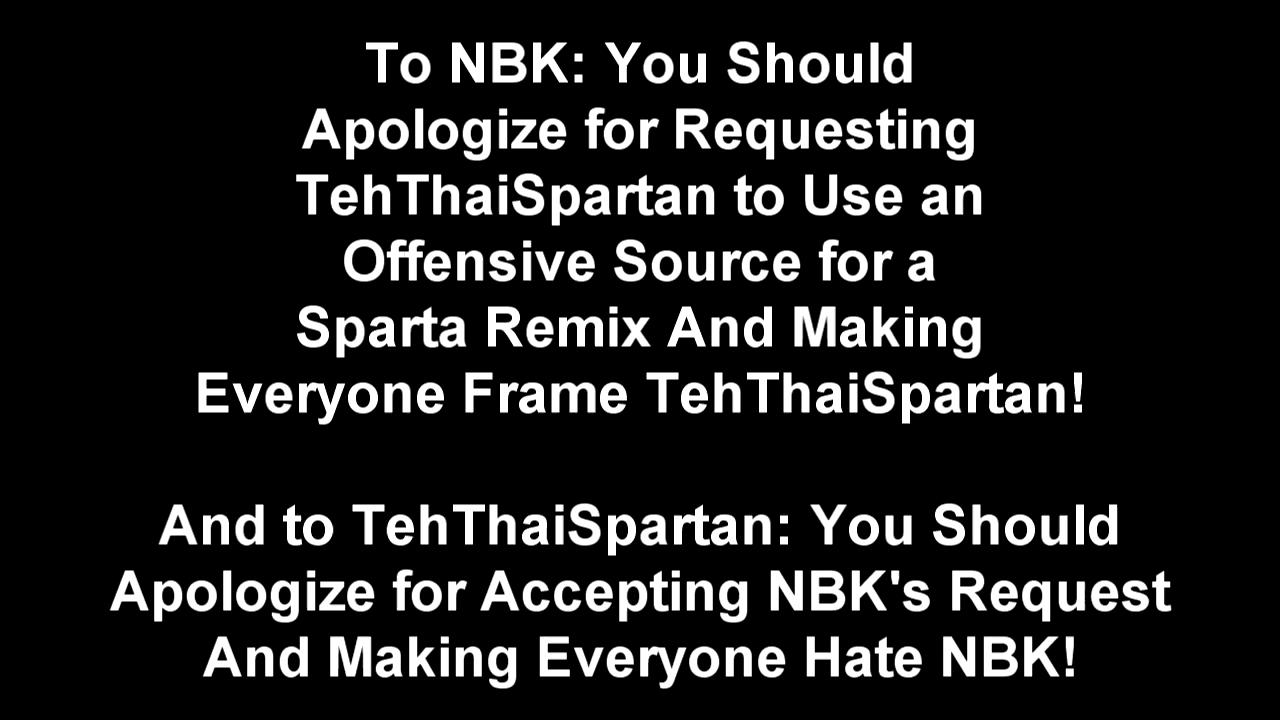 To NBK: You Should
Apologize for Requesting
TehThaiSpartan to Use an
Offensive Source for a
Sparta Remix And Making
Everyone Frame TehThaiSpartan!
And to TehThaiSpartan: You Should
Apologize for Accepting NBK's Request
And Making Everyone Hate NBK!